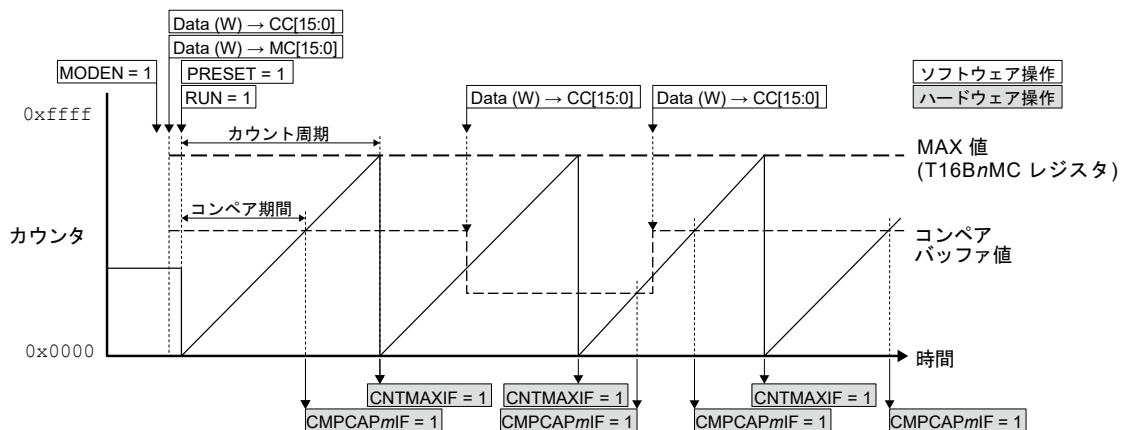 Data (W) → CC[15:0]
Data (W) → MC[15:0]
MODEN = 1
PRESET = 1
RUN = 1
Data (W) → CC[15:0]
Data (W) → CC[15:0]
ソフトウェア操作
ハードウェア操作
0xffff
カウント周期
MAX 値
(T16BnMC レジスタ)
コンペア期間
カウンタ
コンペア
バッファ値
0x0000
時間
CNTMAXIF = 1
CNTMAXIF = 1
CNTMAXIF = 1
CMPCAPmIF = 1
CMPCAPmIF = 1
CMPCAPmIF = 1
CMPCAPmIF = 1